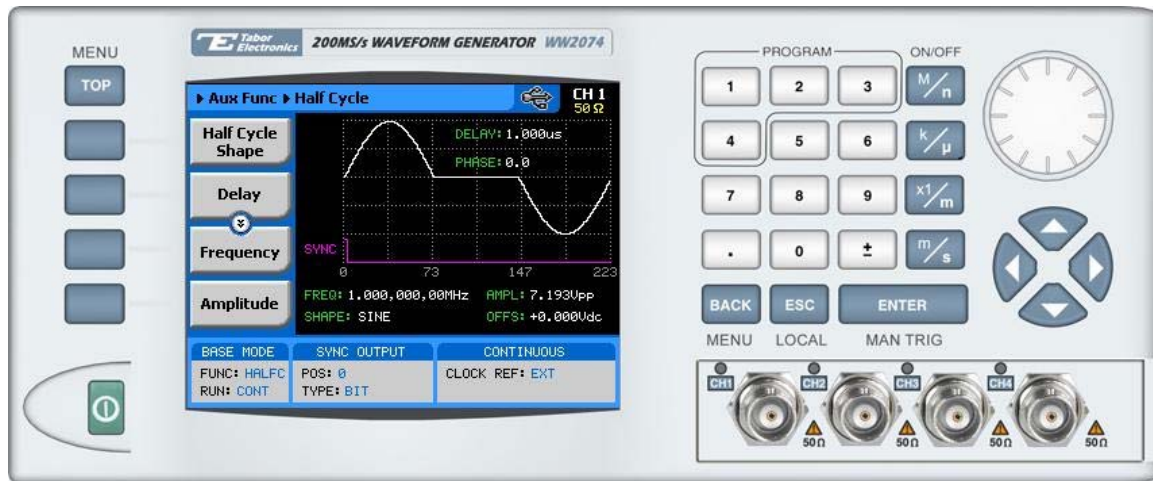 MENU
TOP
Tabor Electronics
200MS/s WAVEFORM GENERATOR WW2074
Aux Func Half Cycle
CH 1
50 Ω
Half Cycle Shape
Delay
Frequency
Amplitude
DELAY: 1.000us
PHASE: 0.0
SYNC
0 73 147 223
FREQ: 1.000,000,00MHz AMPL: 7.193Vpp
SHAPE: SINE OFFS: +0.000Vdc
BASE MODE SYNC OUTPUT CONTINUOUS
FUNC: HALFC POS: 0 CLOCK REF: EXT
RUN: CONT TYPE: BIT
PROGRAM ON/OFF
1 2 3 M/n
4 5 6 k/µ
7 8 9 x1/m
. 0 ± m/s
BACK ESC ENTER
MENU LOCAL MAN TRIG
CH1 CH2 CH3 CH4
50Ω 50Ω 50Ω 50Ω